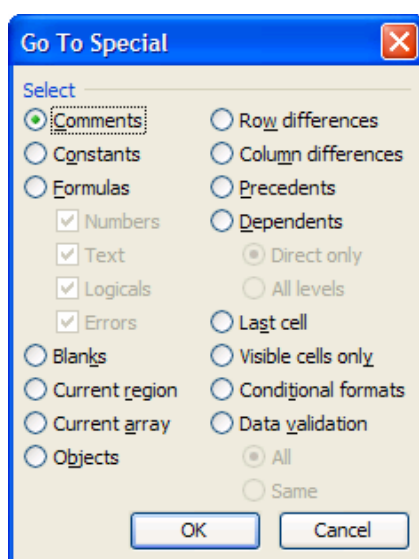 Go To Special
Select
Comments
Constants
Formulas
Numbers
Text
Logicals
Errors
Blanks
Current region
Current array
Objects
Row differences
Column differences
Precedents
Dependents
Direct only
All levels
Last cell
Visible cells only
Conditional formats
Data validation
All
Same
OK
Cancel